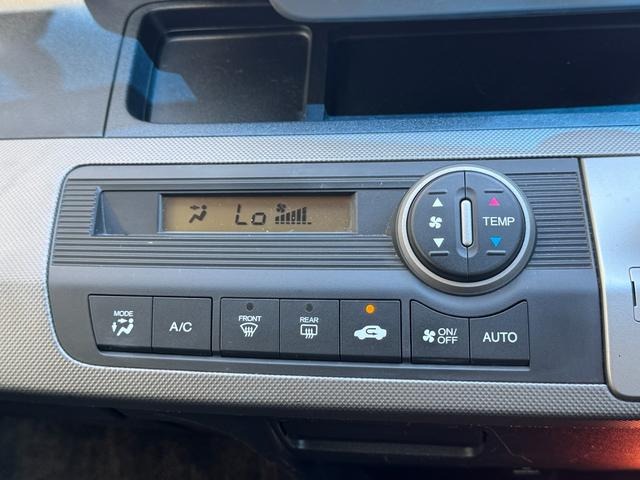 Lo
TEMP
MODE
A/C
FRONT
REAR
ON/
OFF
AUTO